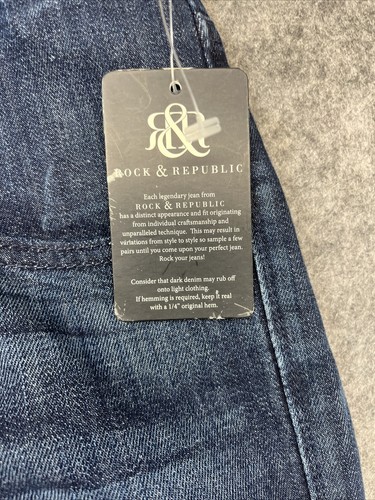 R&R
ROCK & REPUBLIC
Each legendary jean from
ROCK & REPUBLIC
has a distinct appearance and fit originating
from individual craftsmanship and
unparalleled technique. This may result in
variations from style to style so sample a few
pairs until you come upon your perfect jean.
Rock your jeans!
Consider that dark denim may rub off
onto light clothing.
If hemming is required, keep it real
with a 1/4" original hem.